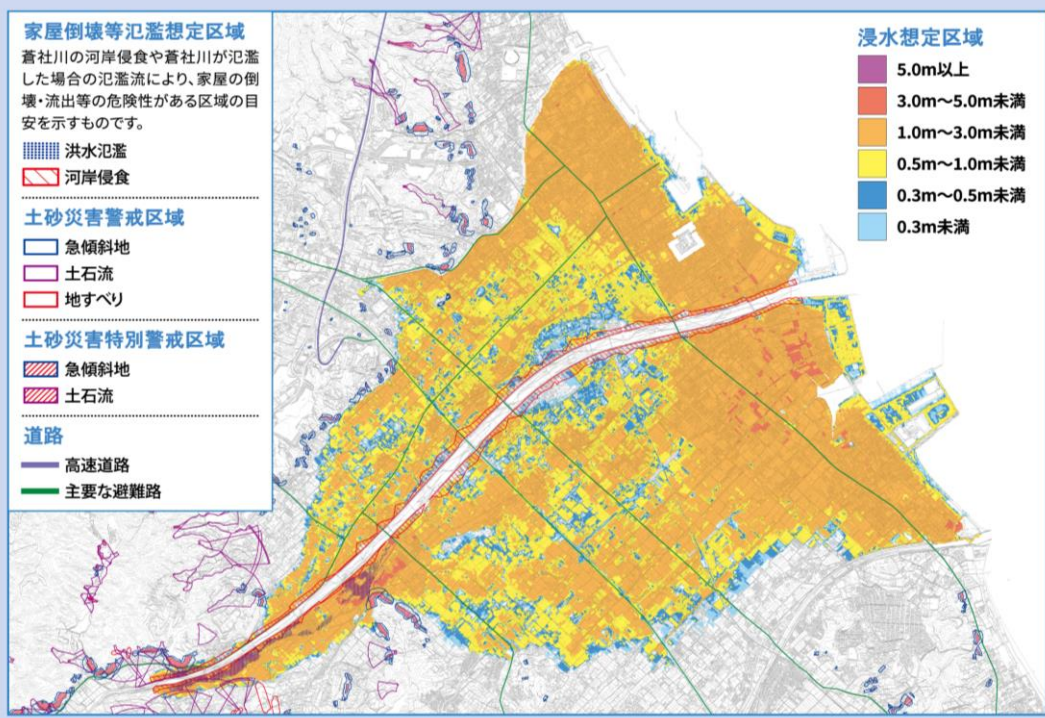 家屋倒壊等氾濫想定区域
蒼社川の河岸侵食や蒼社川が氾濫
した場合の氾濫流により、家屋の倒
壊・流出等の危険性がある区域の目
安を示すものです。
洪水氾濫
河岸侵食
土砂災害警戒区域
急傾斜地
土石流
地すべり
土砂災害特別警戒区域
急傾斜地
土石流
道路
高速道路
主要な避難路
浸水想定区域
5.0m以上
3.0m〜5.0m未満
1.0m〜3.0m未満
0.5m〜1.0m未満
0.3m〜0.5m未満
0.3m未満